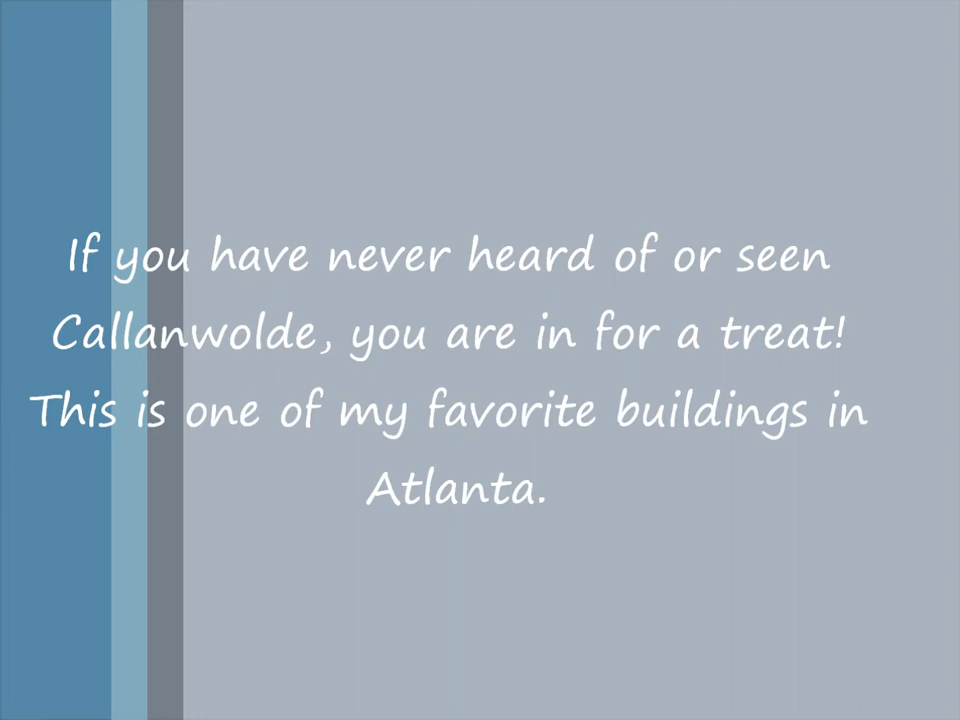 If you have never heard of or seen
Callanwolde, you are in for a treat!
This is one of my favorite buildings in
Atlanta.